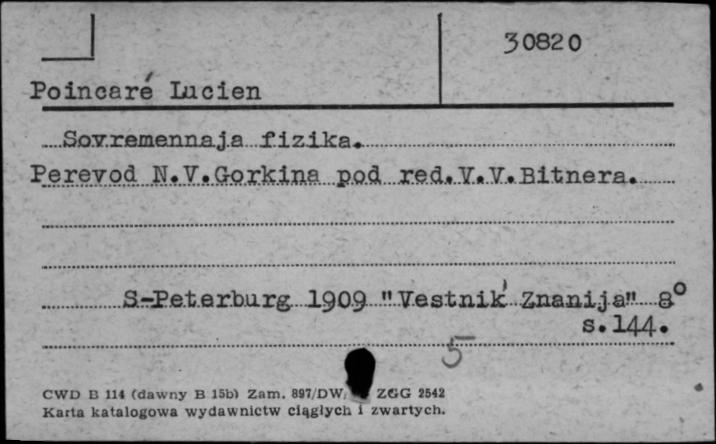 30820
Poincaré Lucien
Sovremennaja fizika.
Perevod N.V.Gorkina pod red.V.V.Bitnera.
S-Peterburg 1909 "Vestnik' Znanija" 8°
s.144.
5
CWD B 114 (dawny B 15b) Zam. 897/DW/ ZGG 2542
Karta katalogowa wydawnictw ciągłych i zwartych.